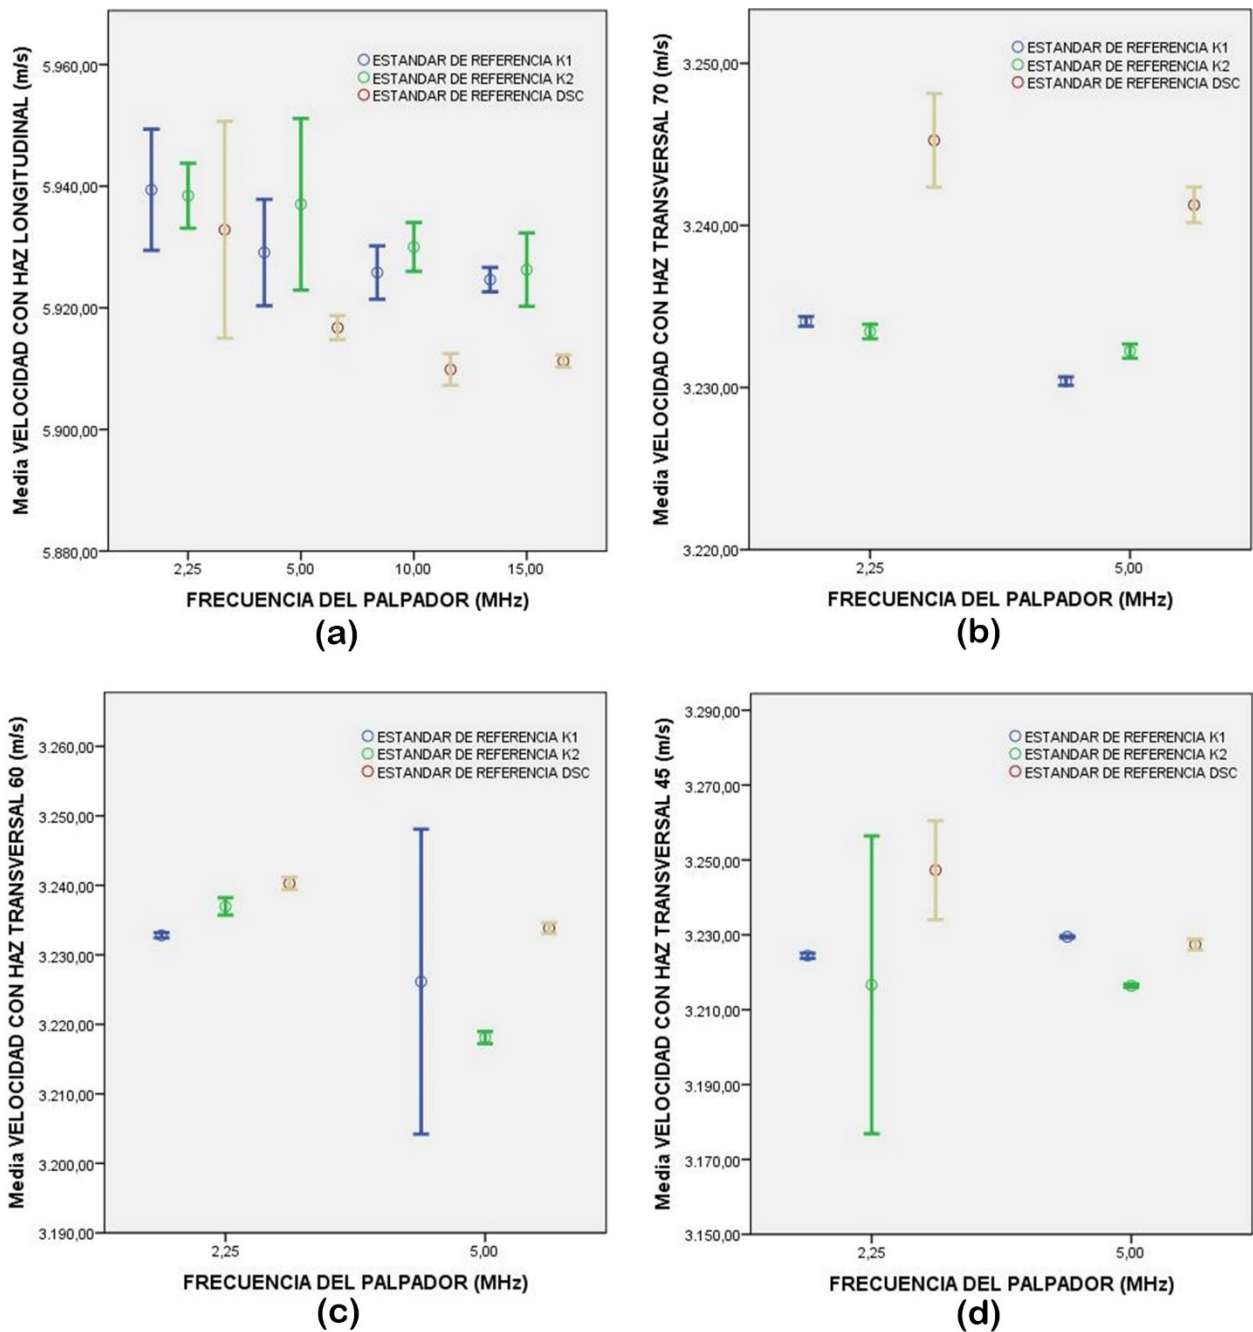 Media VELOCIDAD CON HAZ LONGITUDINAL (m/s)
5.960,00
5.940,00
5.920,00
5.900,00
5.880,00
ESTANDAR DE REFERENCIA K1
ESTANDAR DE REFERENCIA K2
ESTANDAR DE REFERENCIA DSC
2,25
5,00
10,00
15,00
FRECUENCIA DEL PALPADOR (MHz)
(a)
Media VELOCIDAD CON HAZ TRANSVERSAL 70 (m/s)
3.250,00
3.240,00
3.230,00
3.220,00
ESTANDAR DE REFERENCIA K1
ESTANDAR DE REFERENCIA K2
ESTANDAR DE REFERENCIA DSC
2,25
5,00
FRECUENCIA DEL PALPADOR (MHz)
(b)
Media VELOCIDAD CON HAZ TRANSVERSAL 60 (m/s)
3.260,00
3.250,00
3.240,00
3.230,00
3.220,00
3.210,00
3.200,00
3.190,00
ESTANDAR DE REFERENCIA K1
ESTANDAR DE REFERENCIA K2
ESTANDAR DE REFERENCIA DSC
2,25
5,00
FRECUENCIA DEL PALPADOR (MHz)
(c)
Media VELOCIDAD CON HAZ TRANSVERSAL 45 (m/s)
3.290,00
3.270,00
3.250,00
3.230,00
3.210,00
3.190,00
3.170,00
3.150,00
ESTANDAR DE REFERENCIA K1
ESTANDAR DE REFERENCIA K2
ESTANDAR DE REFERENCIA DSC
2,25
5,00
FRECUENCIA DEL PALPADOR (MHz)
(d)